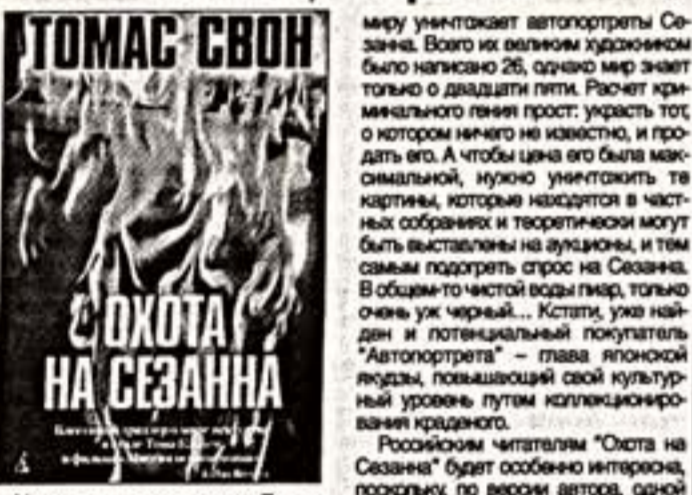 ТОМАС СВОН
ОХОТА
НА СЕЗАННА
миру уничтожает автопортреты Се-
занна. Всего их великим художником
было написано 26, однако мир знает
только о двадцати пяти. Расчет кри-
минального гения прост: украсть тот,
о котором ничего не известно, и про-
дать его. А чтобы цена его была мак-
симальной, нужно уничтожить те
картины, которые находятся в част-
ных собраниях и теоретически могут
быть выставлены на аукционы, и тем
самым подогреть спрос на Сезанна.
В общем-то чистой воды пиар, только
очень уж черный... Кстати, уже най-
ден и потенциальный покупатель
"Автопортрета" – глава японской
якудзы, повышающий свой культур-
ный уровень путем коллекциониро-
вания краденого.
Российским читателям "Охота на
Сезанна" будет особенно интересна,
поскольку, по версии автора, одной